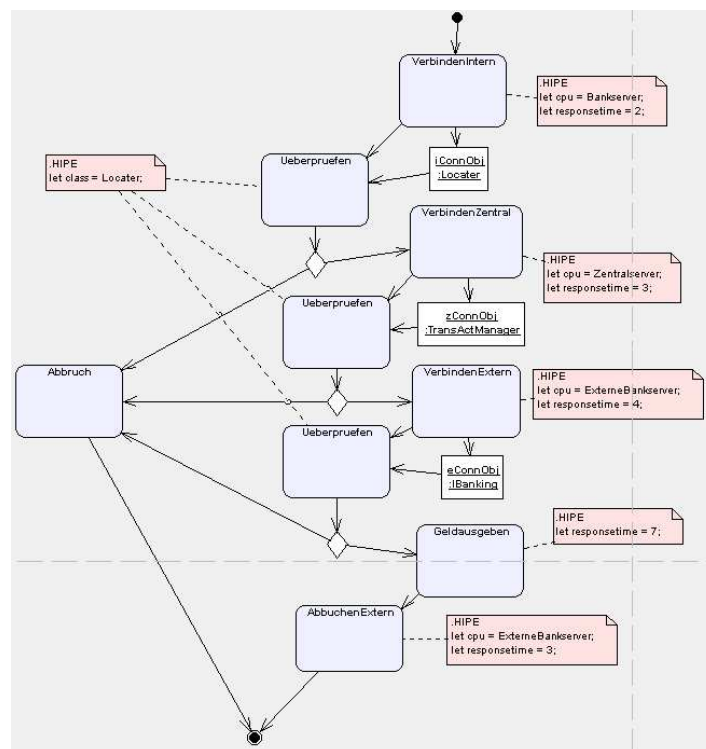 VerbindenIntern
.HIPE
let cpu = Bankserver;
let responsetime = 2;
.HIPE
let class = Locater;
Ueberpruefen
iConnObj
:Locater
VerbindenZentral
.HIPE
let cpu = Zentralserver;
let responsetime = 3;
Ueberpruefen
zConnObj
:TransActManager
Abbruch
VerbindenExtern
.HIPE
let cpu = ExterneBankserver;
let responsetime = 4;
Ueberpruefen
eConnObj
:IBanking
Geldausgeben
.HIPE
let responsetime = 7;
AbbuchenExtern
.HIPE
let cpu = ExterneBankserver;
let responsetime = 3;